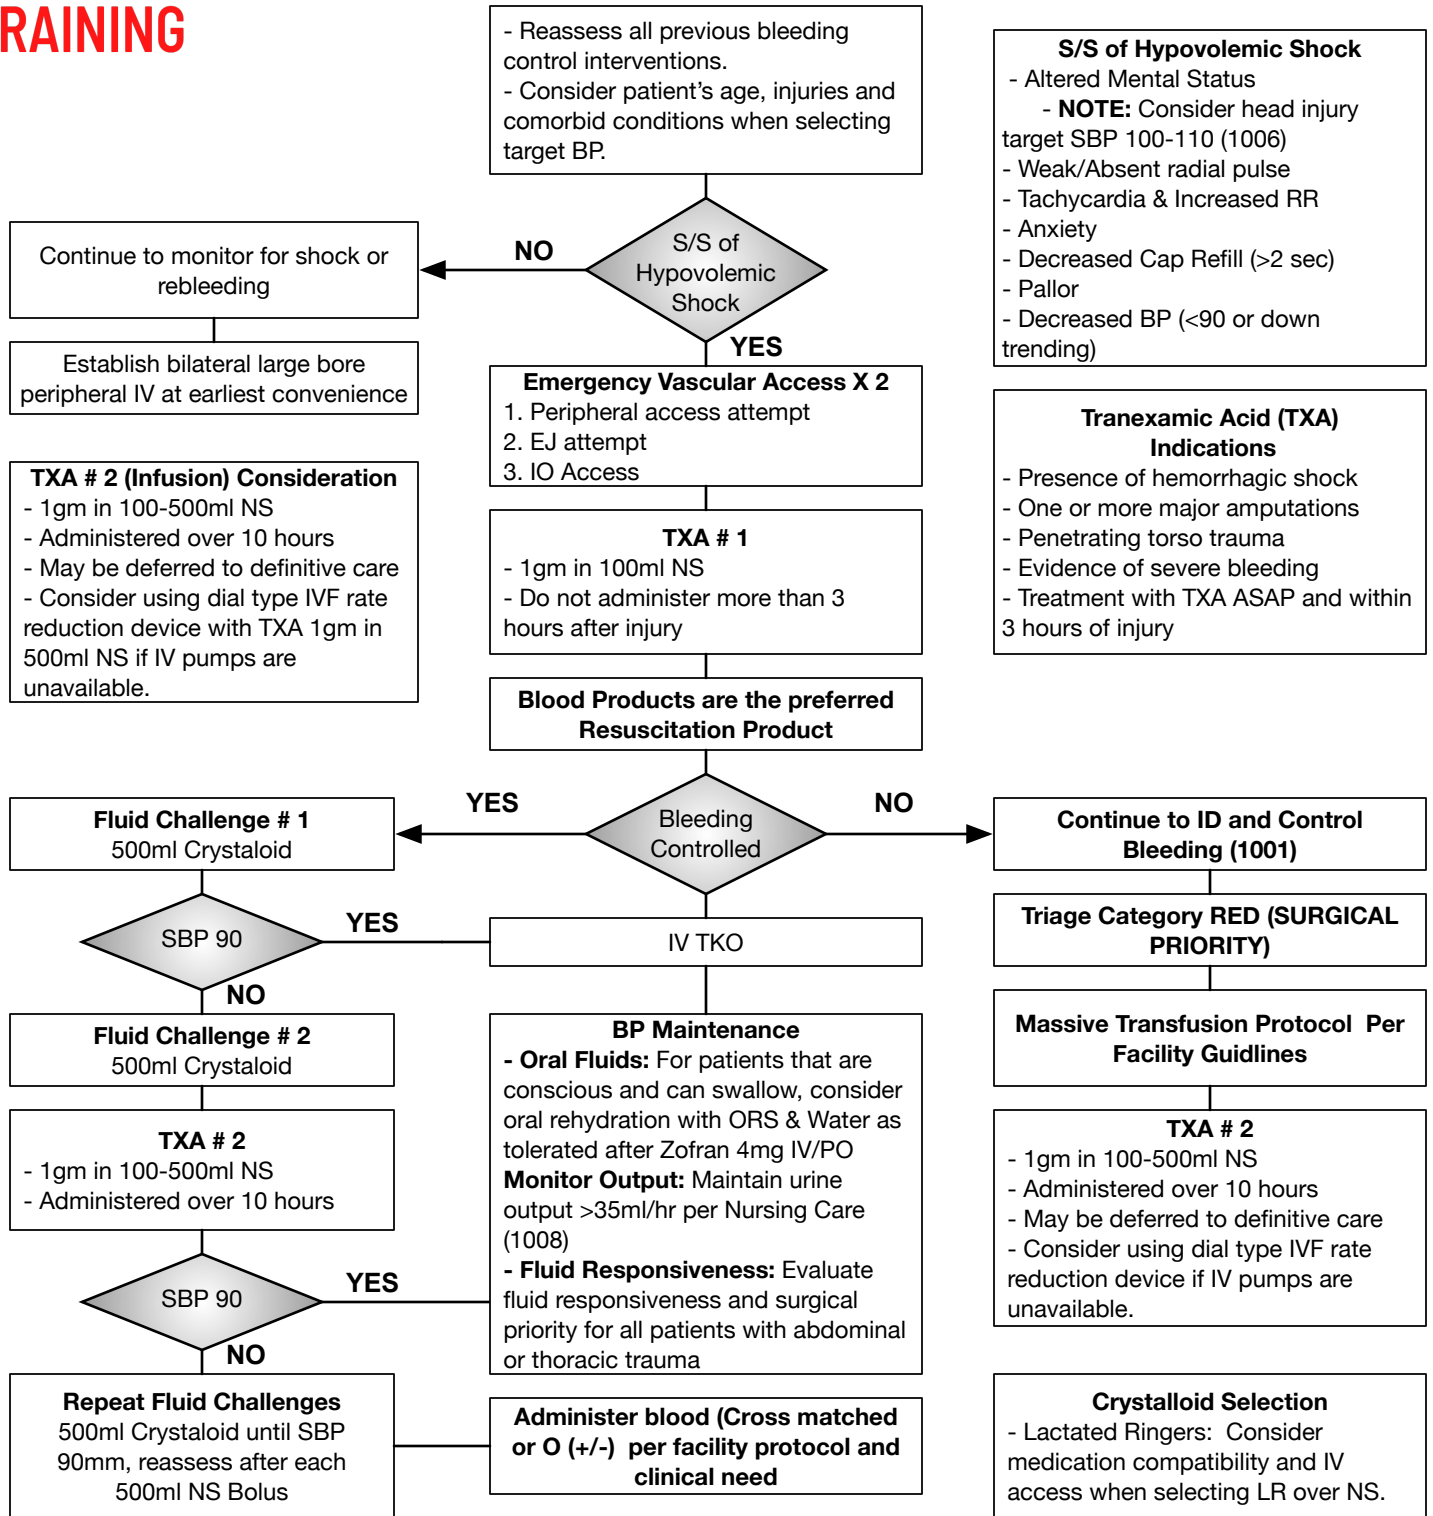 RAINING
- Reassess all previous bleeding
control interventions.
- Consider patient's age, injuries and
comorbid conditions when selecting
target BP.
S/S of Hypovolemic Shock
- Altered Mental Status
- NOTE: Consider head injury
target SBP 100-110 (1006)
- Weak/Absent radial pulse
- Tachycardia & Increased RR
- Anxiety
- Decreased Cap Refill (>2 sec)
- Pallor
- Decreased BP (<90 or down
trending)
S/S of
Hypovolemic
Shock
NO
YES
Continue to monitor for shock or
rebleeding
Establish bilateral large bore
peripheral IV at earliest convenience
Emergency Vascular Access X 2
1. Peripheral access attempt
2. EJ attempt
3. IO Access
Tranexamic Acid (TXA)
Indications
- Presence of hemorrhagic shock
- One or more major amputations
- Penetrating torso trauma
- Evidence of severe bleeding
- Treatment with TXA ASAP and within
3 hours of injury
TXA # 2 (Infusion) Consideration
- 1gm in 100-500ml NS
- Administered over 10 hours
- May be deferred to definitive care
- Consider using dial type IVF rate
reduction device with TXA 1gm in
500ml NS if IV pumps are
unavailable.
TXA # 1
- 1gm in 100ml NS
- Do not administer more than 3
hours after injury
Blood Products are the preferred
Resuscitation Product
Bleeding
Controlled
YES
NO
Fluid Challenge # 1
500ml Crystaloid
SBP 90
YES
NO
IV TKO
Continue to ID and Control
Bleeding (1001)
Triage Category RED (SURGICAL
PRIORITY)
Massive Transfusion Protocol Per
Facility Guidlines
Fluid Challenge # 2
500ml Crystaloid
TXA # 2
- 1gm in 100-500ml NS
- Administered over 10 hours
SBP 90
YES
NO
BP Maintenance
- Oral Fluids: For patients that are
conscious and can swallow, consider
oral rehydration with ORS & Water as
tolerated after Zofran 4mg IV/PO
Monitor Output: Maintain urine
output >35ml/hr per Nursing Care
(1008)
- Fluid Responsiveness: Evaluate
fluid responsiveness and surgical
priority for all patients with abdominal
or thoracic trauma
TXA # 2
- 1gm in 100-500ml NS
- Administered over 10 hours
- May be deferred to definitive care
- Consider using dial type IVF rate
reduction device if IV pumps are
unavailable.
Repeat Fluid Challenges
500ml Crystaloid until SBP
90mm, reassess after each
500ml NS Bolus
Administer blood (Cross matched
or O (+/-) per facility protocol and
clinical need
Crystalloid Selection
- Lactated Ringers: Consider
medication compatibility and IV
access when selecting LR over NS.